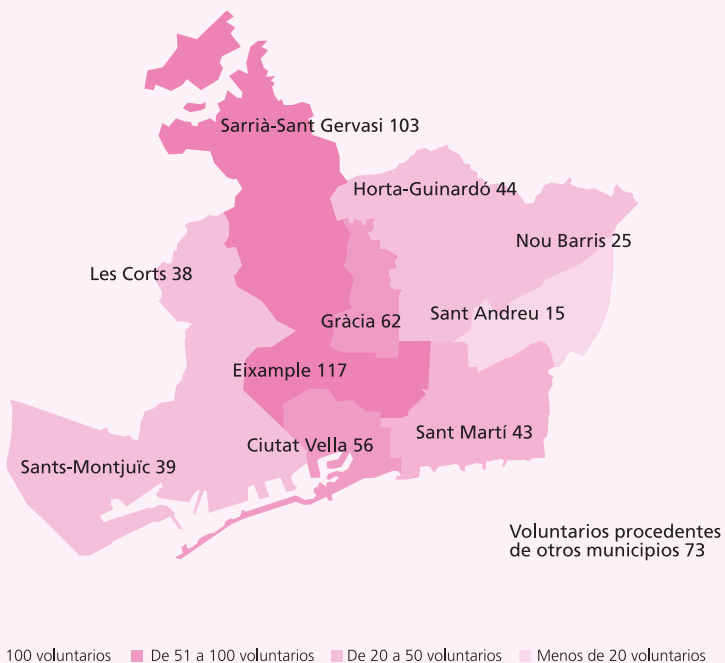 Sarrià-Sant Gervasi 103
Horta-Guinardó 44
Nou Barris 25
Les Corts 38
Gràcia 62
Sant Andreu 15
Eixample 117
Ciutat Vella 56
Sant Martí 43
Sants-Montjuïc 39
Voluntarios procedentes
de otros municipios 73
100 voluntarios De 51 a 100 voluntarios De 20 a 50 voluntarios Menos de 20 voluntarios